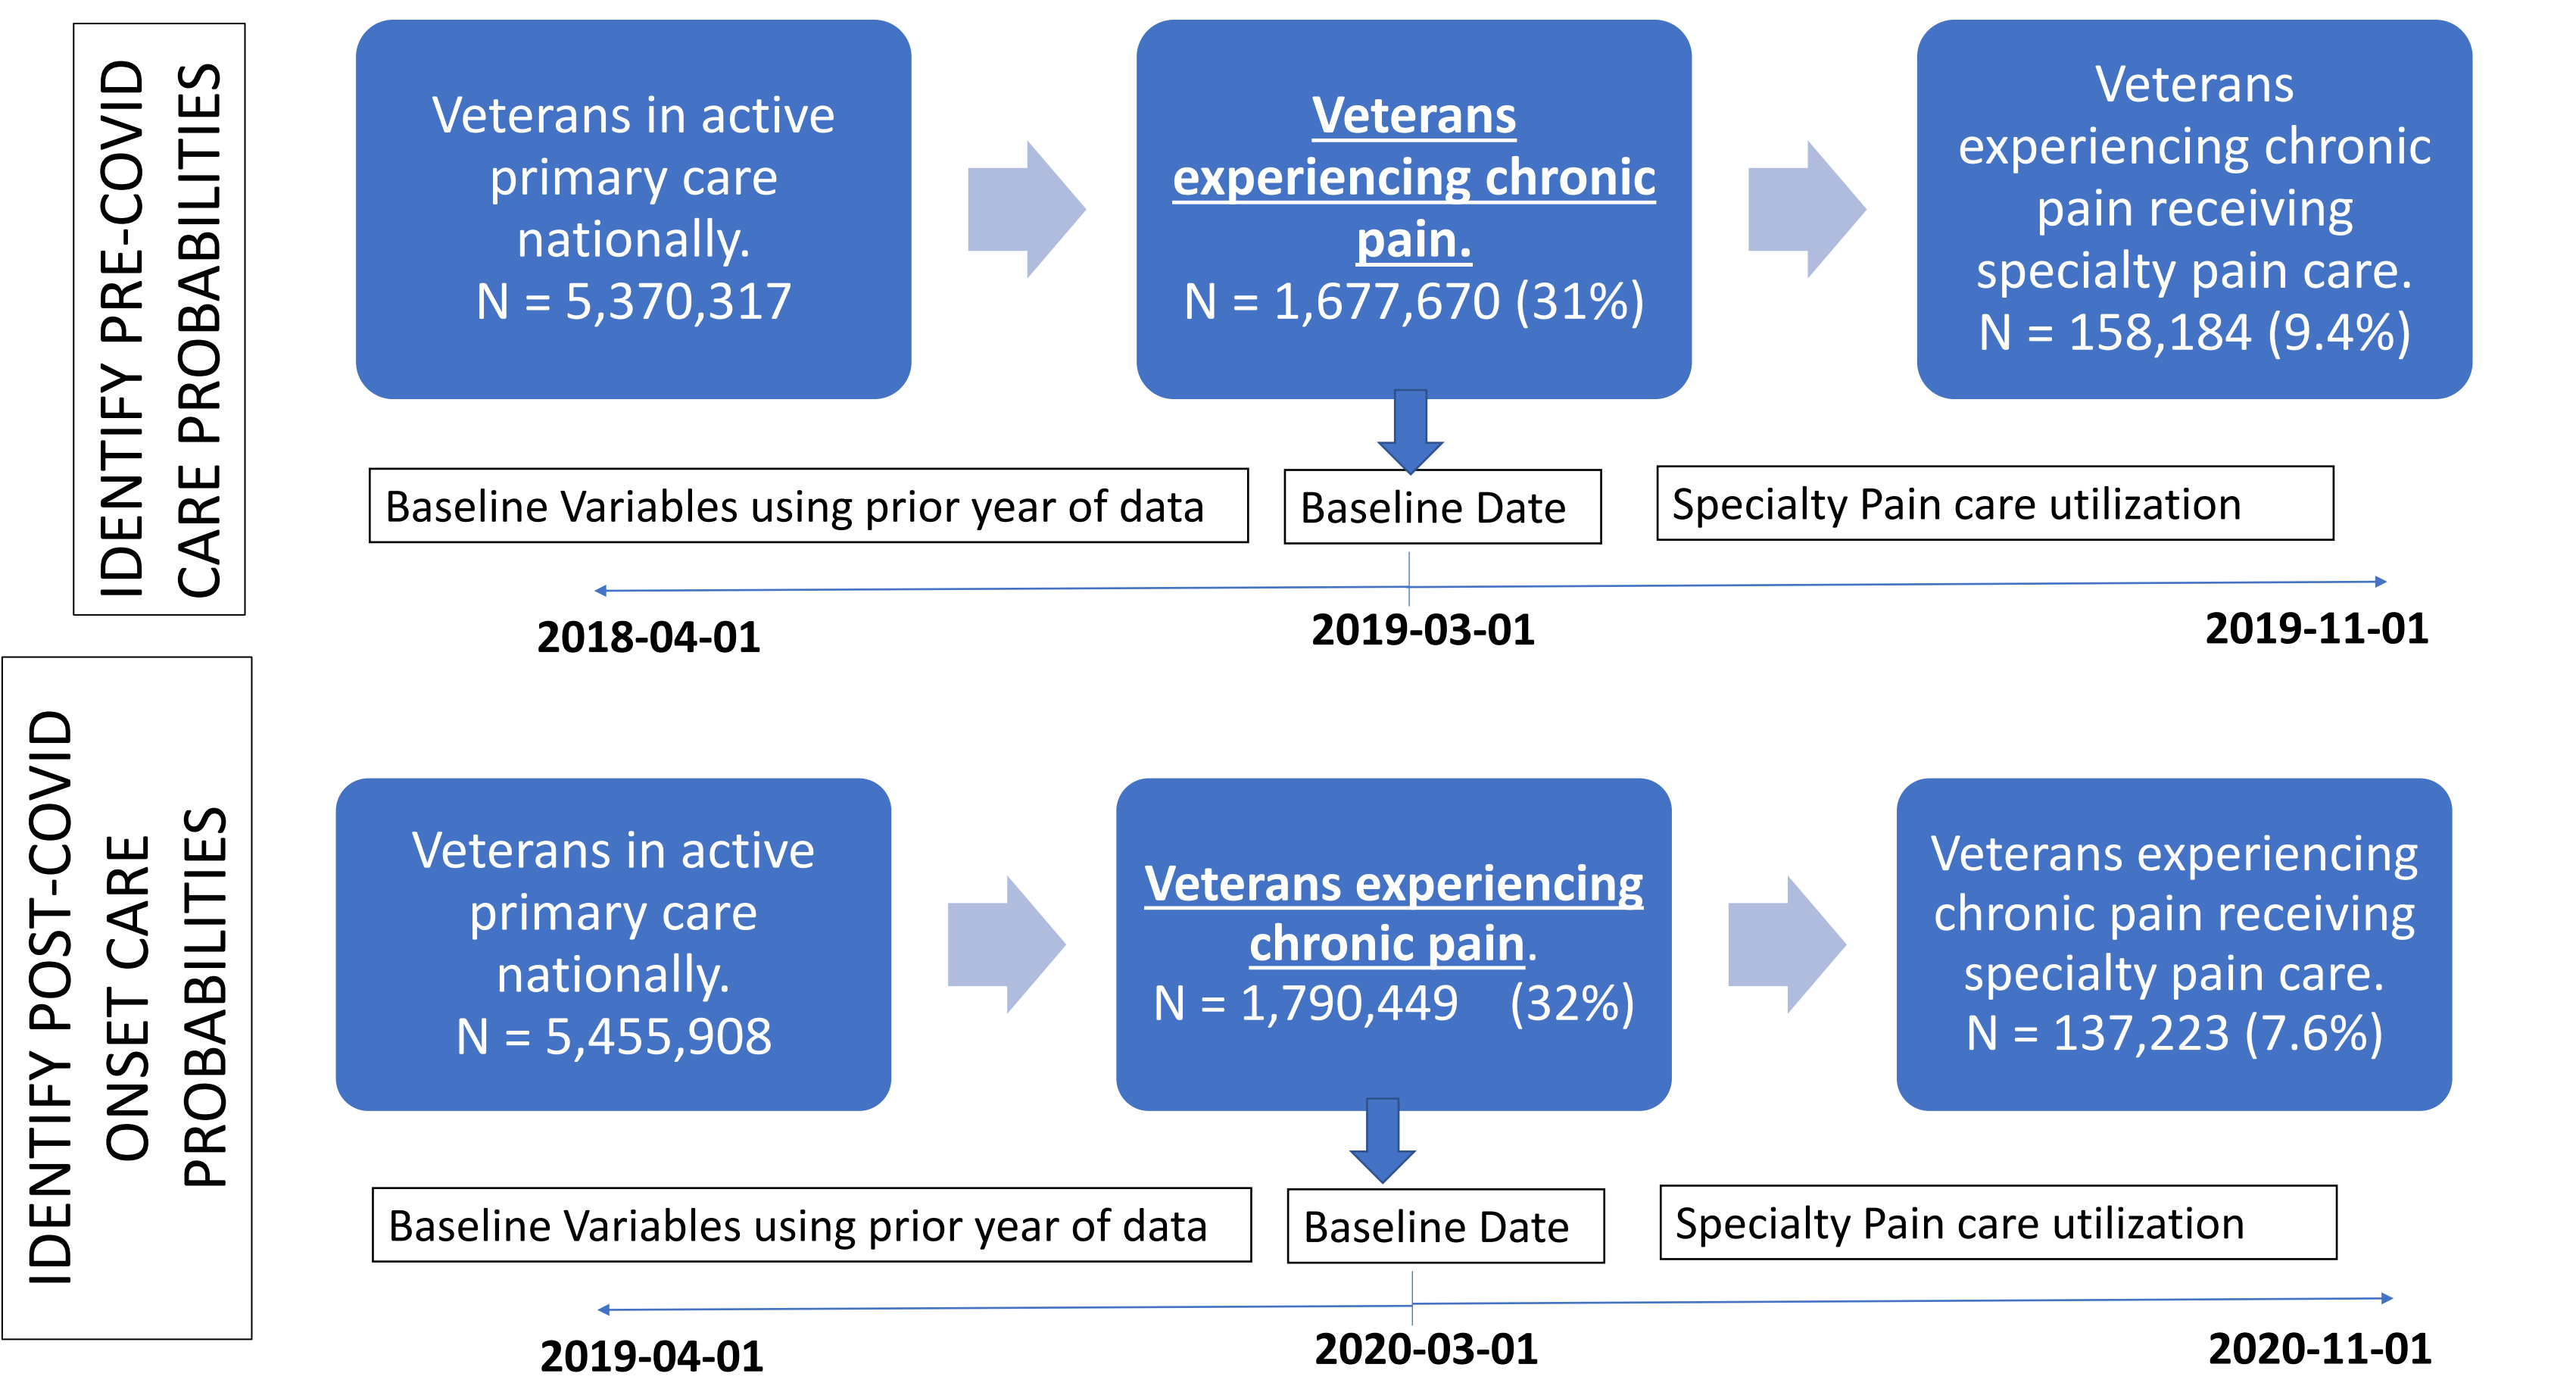 IDENTIFY PRE-COVID
CARE PROBABILITIES
Veterans in active
primary care
nationally.
N = 5,370,317
Veterans
experiencing chronic
pain.
N = 1,677,670 (31%)
Veterans
experiencing chronic
pain receiving
specialty pain care.
N = 158,184 (9.4%)
Baseline Variables using prior year of data
Baseline Date
Specialty Pain care utilization
2018-04-01
2019-03-01
2019-11-01
IDENTIFY POST-COVID
ONSET CARE
PROBABILITIES
Veterans in active
primary care
nationally.
N = 5,455,908
Veterans experiencing
chronic pain.
N = 1,790,449 (32%)
Veterans experiencing
chronic pain receiving
specialty pain care.
N = 137,223 (7.6%)
Baseline Variables using prior year of data
Baseline Date
Specialty Pain care utilization
2019-04-01
2020-03-01
2020-11-01